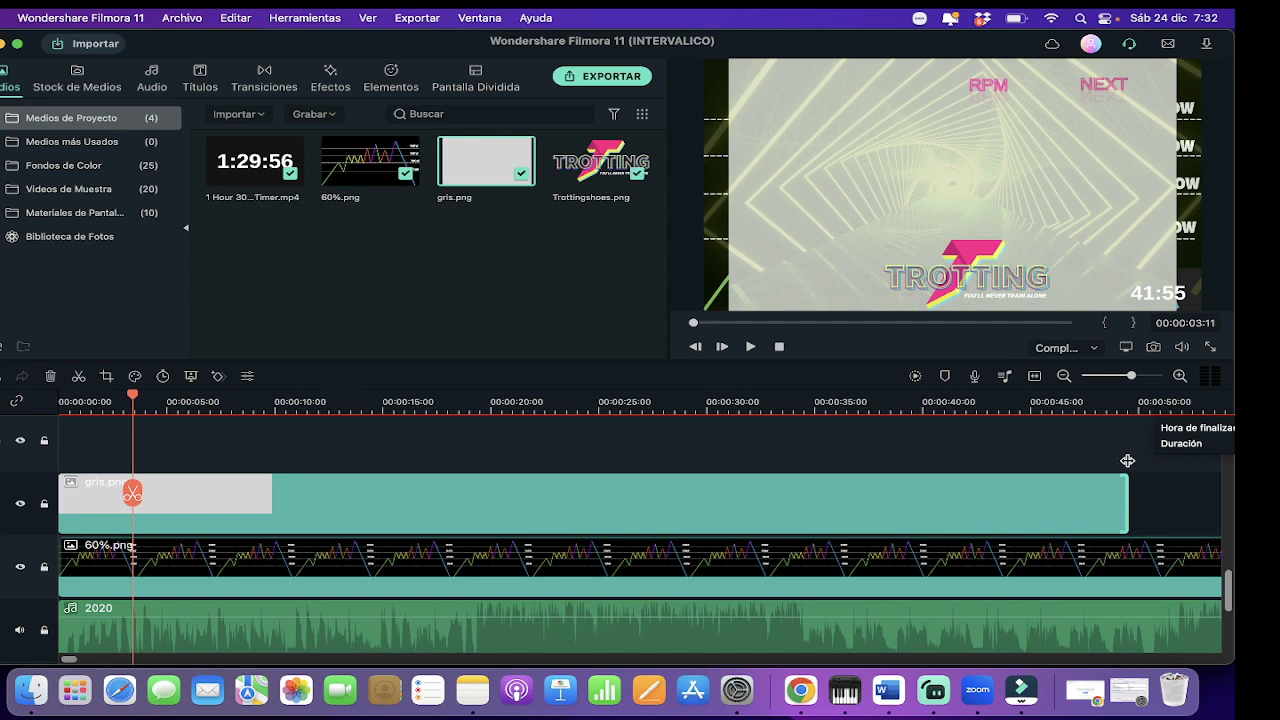 Wondershare Filmora 11 Archivo Editar Herramientas Ver Exportar Ventana Ayuda Sáb 24 dic 7:32
Importar Wondershare Filmora 11 (INTERVALICO)
dios Stock de Medios Audio Títulos Transiciones Efectos Elementos Pantalla Dividida EXPORTAR
Medios de Proyecto (4) Importar Grabar Buscar
Medios más Usados (0)
Fondos de Color (25)
Videos de Muestra (20)
Materiales de Pantal... (10)
Biblioteca de Fotos
1:29:56
1 Hour 30...Timer.mp4 60%.png gris.png Trottingshoes.png
TROTTING
RPM NEXT
OW
OW
OW
OW
TROTTING
YOU'LL NEVER TRAIN ALONE
41:55
{ } 00:00:03:11
Compl...
00:00:00:00 00:00:05:00 00:00:10:00 00:00:15:00 00:00:20:00 00:00:25:00 00:00:30:00 00:00:35:00 00:00:40:00 00:00:45:00 00:00:50:00
Hora de finalizac
Duración
gris.png
60%.png
2020
zoom